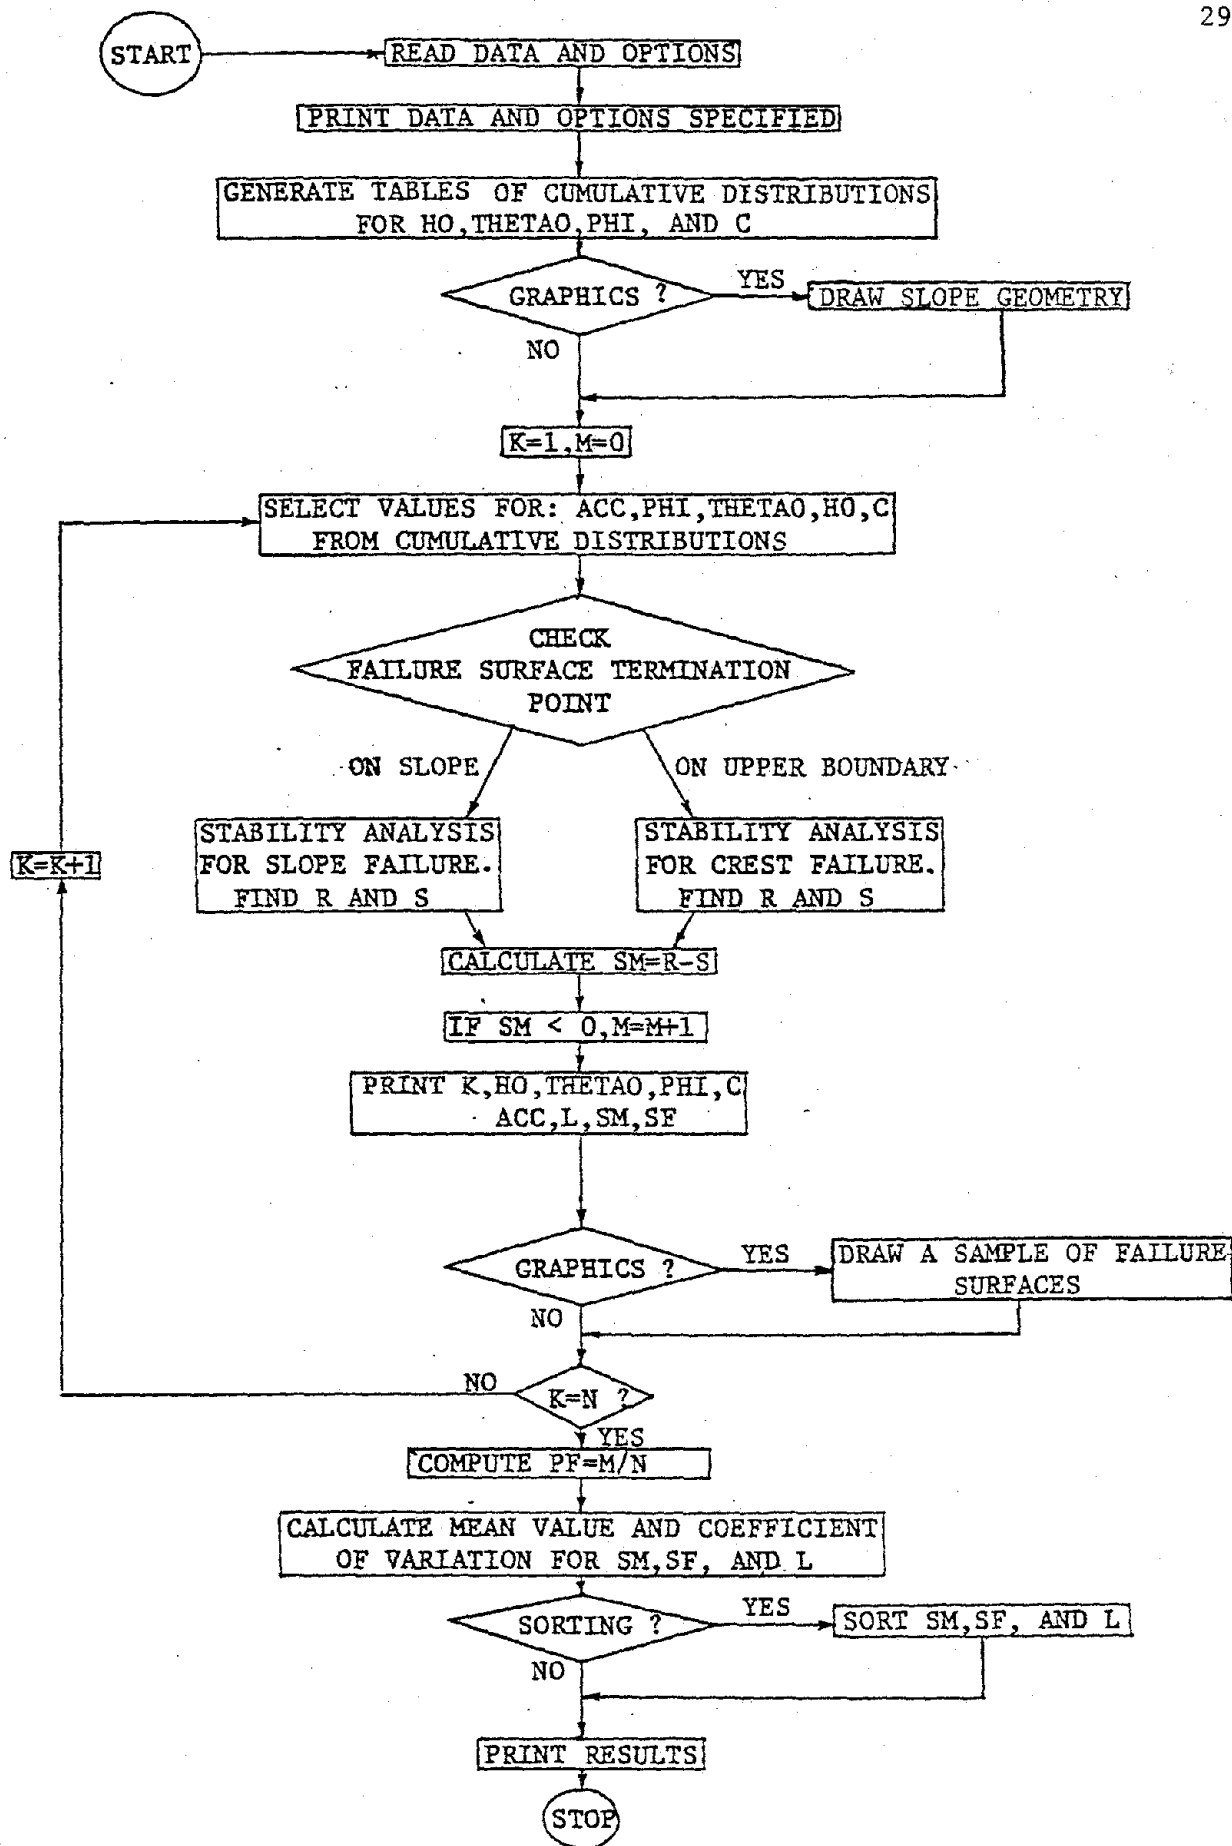 29
START
READ DATA AND OPTIONS
PRINT DATA AND OPTIONS SPECIFIED
GENERATE TABLES OF CUMULATIVE DISTRIBUTIONS
FOR HO,THETAO,PHI, AND C
GRAPHICS ?
YES
DRAW SLOPE GEOMETRY
NO
K=1,M=0
SELECT VALUES FOR: ACC,PHI,THETAO,HO,C
FROM CUMULATIVE DISTRIBUTIONS
CHECK
FAILURE SURFACE TERMINATION
POINT
ON SLOPE
ON UPPER BOUNDARY
STABILITY ANALYSIS
FOR SLOPE FAILURE.
FIND R AND S
STABILITY ANALYSIS
FOR CREST FAILURE.
FIND R AND S
K=K+1
CALCULATE SM=R-S
IF SM < 0,M=M+1
PRINT K,HO,THETAO,PHI,C
ACC,L,SM,SF
GRAPHICS ?
YES
DRAW A SAMPLE OF FAILURE
SURFACES
NO
NO
K=N ?
YES
COMPUTE PF=M/N
CALCULATE MEAN VALUE AND COEFFICIENT
OF VARIATION FOR SM,SF, AND L
SORTING ?
YES
SORT SM,SF, AND L
NO
PRINT RESULTS
STOP